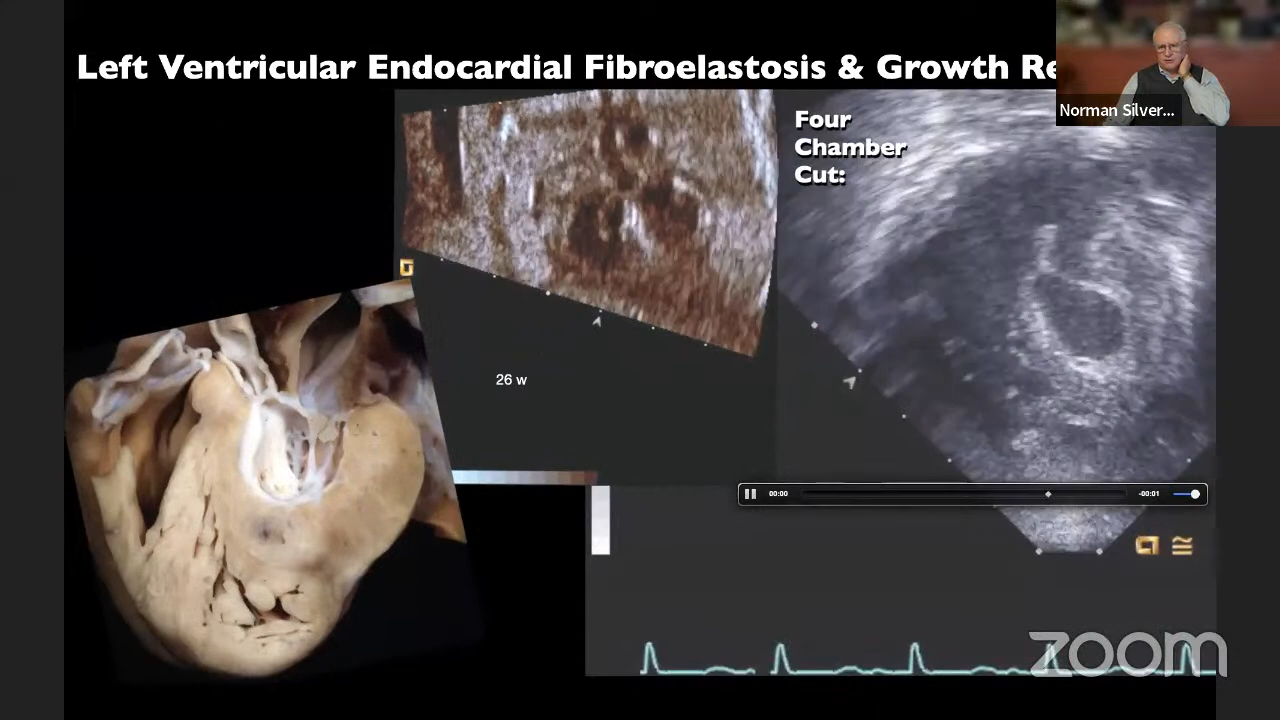 Left Ventricular Endocardial Fibroelastosis & Growth Re
Norman Silver...
Four
Chamber
Cut:
26 w
00:00
-00:01
zoom